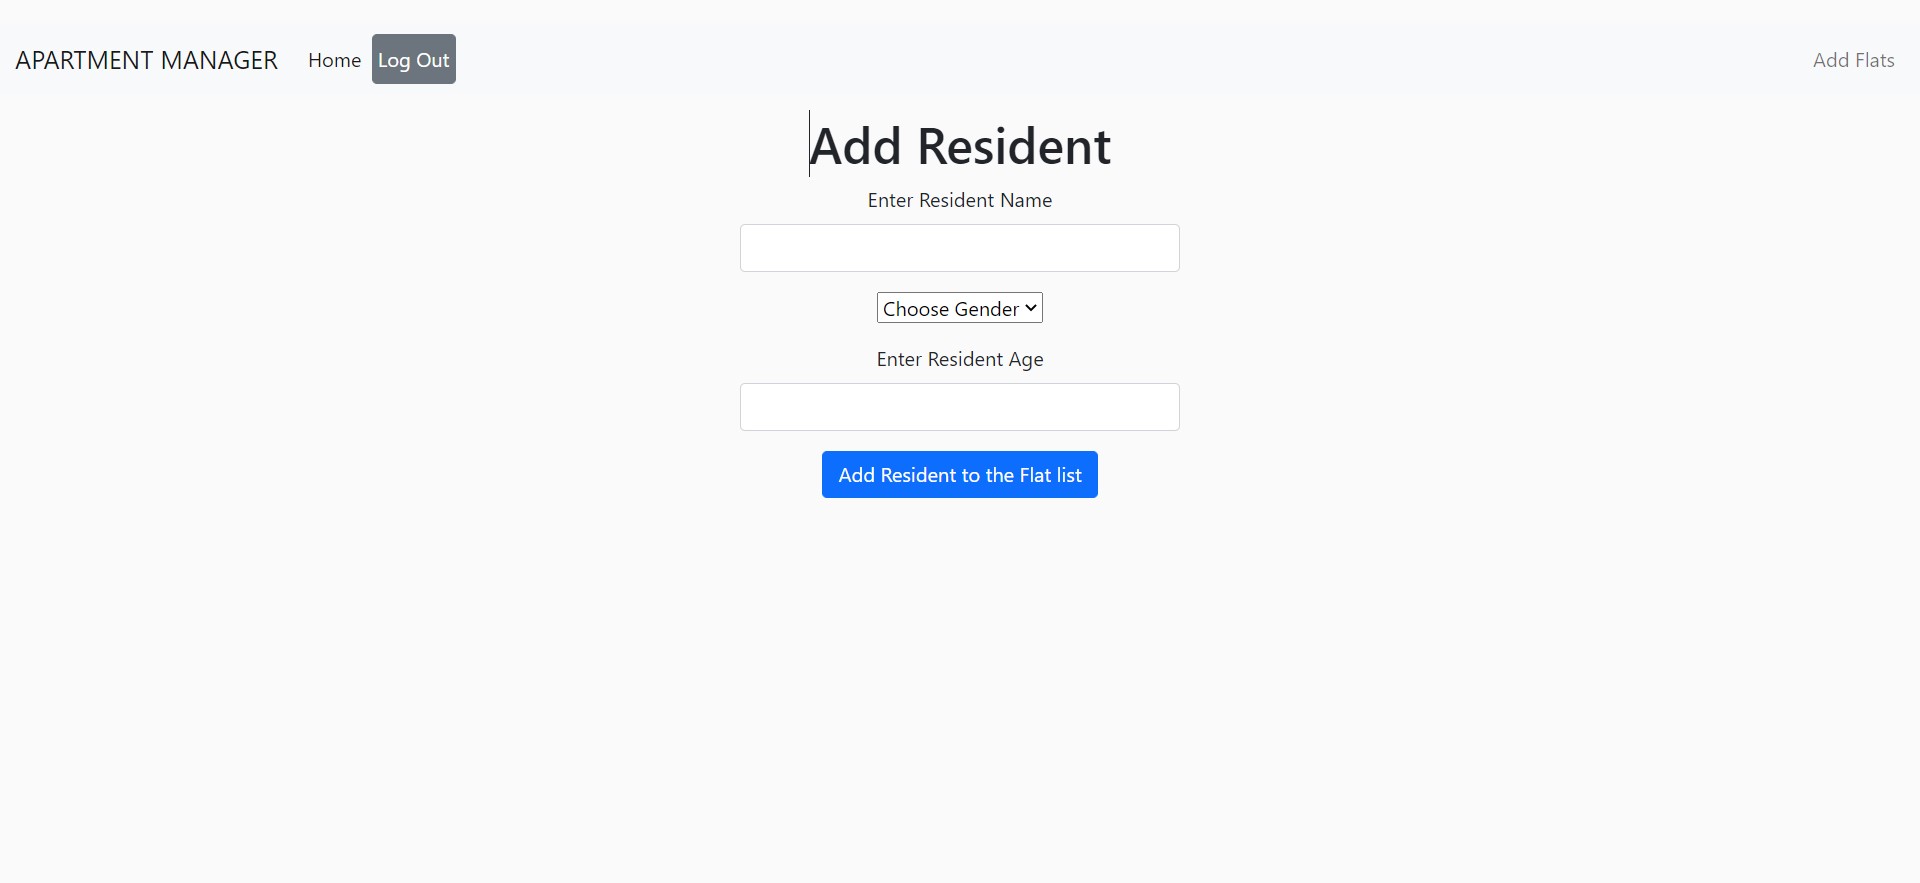 APARTMENT MANAGER Home Log Out Add Flats
Add Resident
Enter Resident Name
Choose Gender
Enter Resident Age
Add Resident to the Flat list